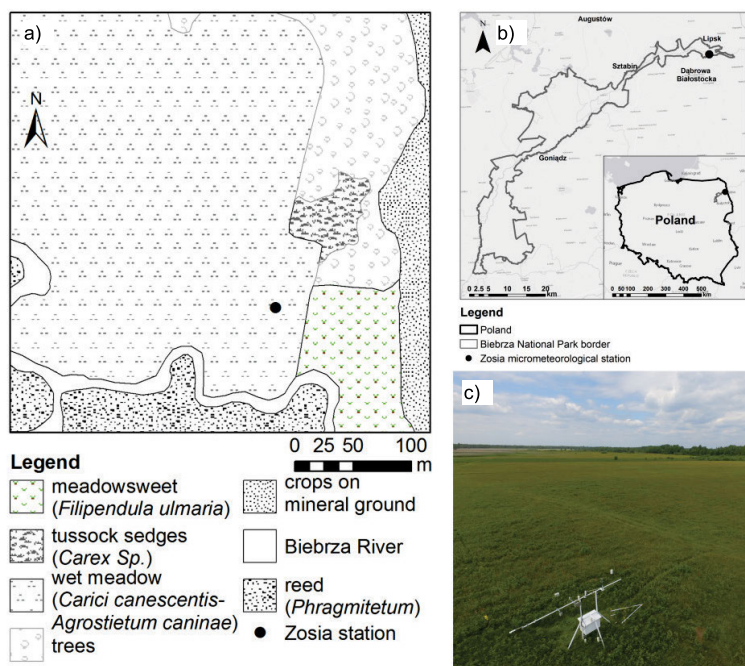 a)
N
0 25 50 100
m
Legend
meadowsweet
(Filipendula ulmaria)
tussock sedges
(Carex Sp.)
wet meadow
(Carici canescentis-
Agrostietum caninae)
trees
crops on
mineral ground
Biebrza River
reed
(Phragmitetum)
Zosia station
b)
N
Augustów
Lipsk
Sztabin
Dąbrowa
Białostocka
Goniądz
Poland
0 2.5 5 10 15 20
km
0 50 100 200 300 400 500
km
Legend
Poland
Biebrza National Park border
Zosia micrometeorological station
c)